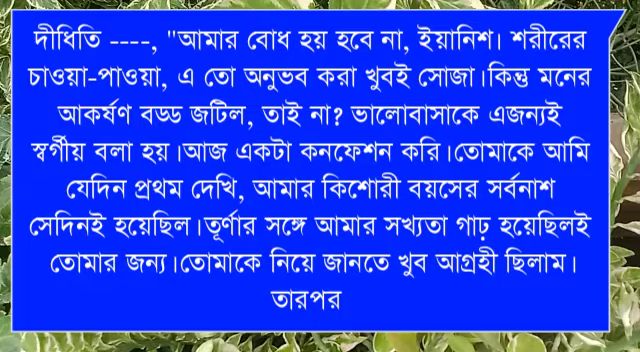 দীধিতি ----, "আমার বোধ হয় হবে না, ইয়ানিশ। শরীরের
চাওয়া-পাওয়া, এ তো অনুভব করা খুবই সোজা।কিন্তু মনের
আকর্ষণ বড্ড জটিল, তাই না? ভালোবাসাকে এজন্যই
স্বর্গীয় বলা হয়।আজ একটা কনফেশন করি।তোমাকে আমি
যেদিন প্রথম দেখি, আমার কিশোরী বয়সের সর্বনাশ
সেদিনই হয়েছিল।তূর্ণার সঙ্গে আমার সখ্যতা গাঢ় হয়েছিলই
তোমার জন্য।তোমাকে নিয়ে জানতে খুব আগ্রহী ছিলাম।
তারপর